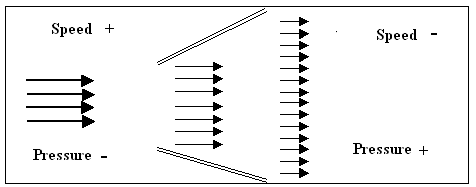 Speed +
Speed -
Pressure -
Pressure +